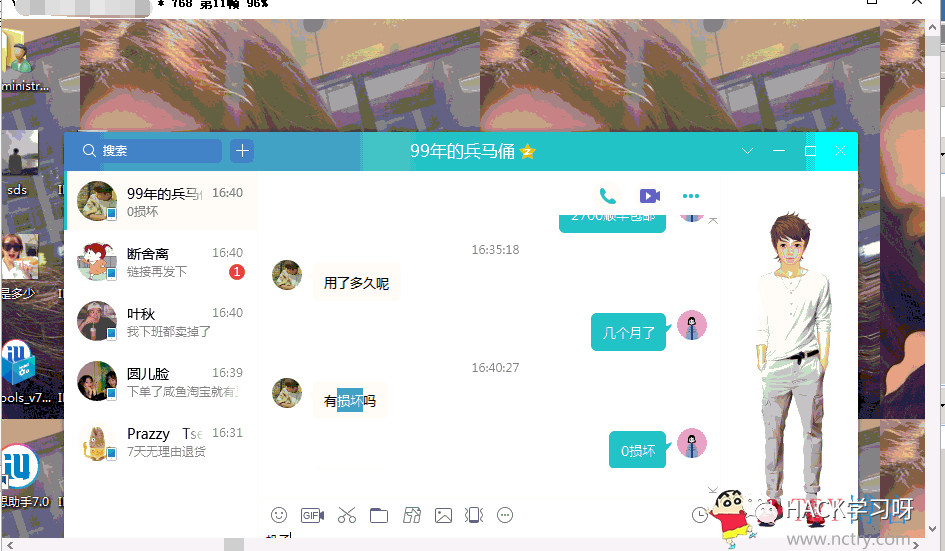 * 768 第11帧 96%
ministr...
sds
是多少
ools_v7...
想助手7.0
搜索
99年的兵马俑
99年的兵马
16:40
0损坏
断舍离
16:40
链接再发下
1
叶秋
16:40
我下班都卖掉了
圆儿脸
16:39
下单了咸鱼淘宝就有
Prazzy Tse
16:31
7天无理由退货
2700顺丰包邮
16:35:18
用了多久呢
几个月了
16:40:27
有损坏吗
0损坏
GIF
HACK学习呀
www.nctry.com